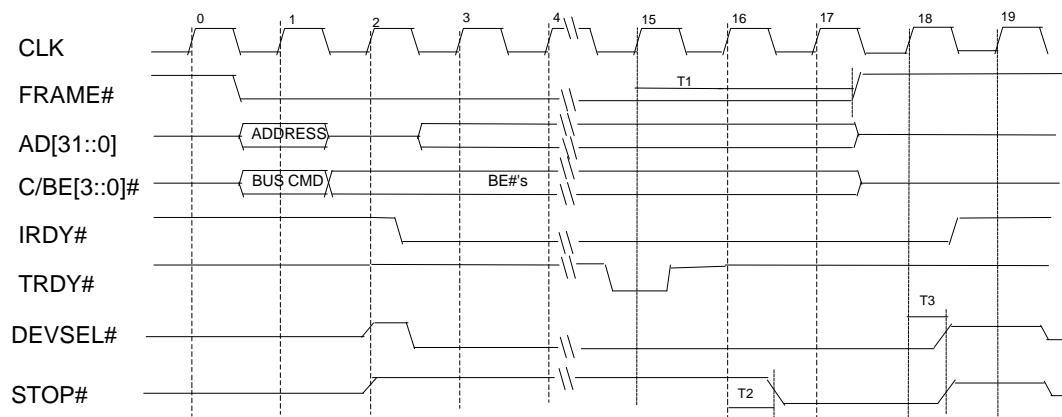 0 1 2 3 4 15 16 17 18 19
CLK
FRAME# T1
AD[31::0] ADDRESS
C/BE[3::0]# BUS CMD BE#'s
IRDY#
TRDY#
T3
DEVSEL#
STOP# T2